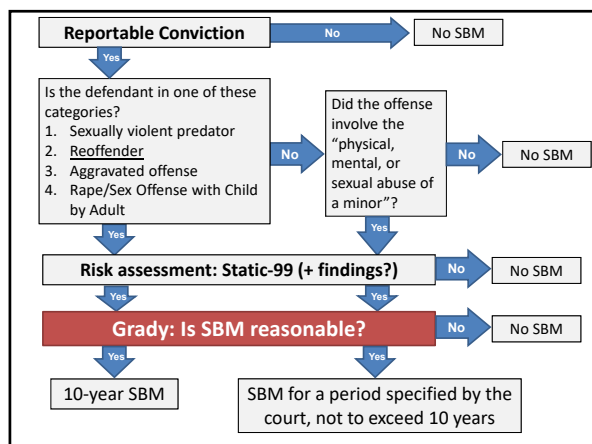 Reportable Conviction
No
No SBM
Yes
Is the defendant in one of these
categories?
1. Sexually violent predator
2. Reoffender
3. Aggravated offense
4. Rape/Sex Offense with Child
by Adult
No
Did the offense
involve the
“physical,
mental, or
sexual abuse of
a minor”?
No
No SBM
Yes
Yes
Risk assessment: Static-99 (+ findings?)
No
No SBM
Yes
Yes
Grady: Is SBM reasonable?
No
No SBM
Yes
Yes
10-year SBM
SBM for a period specified by the
court, not to exceed 10 years